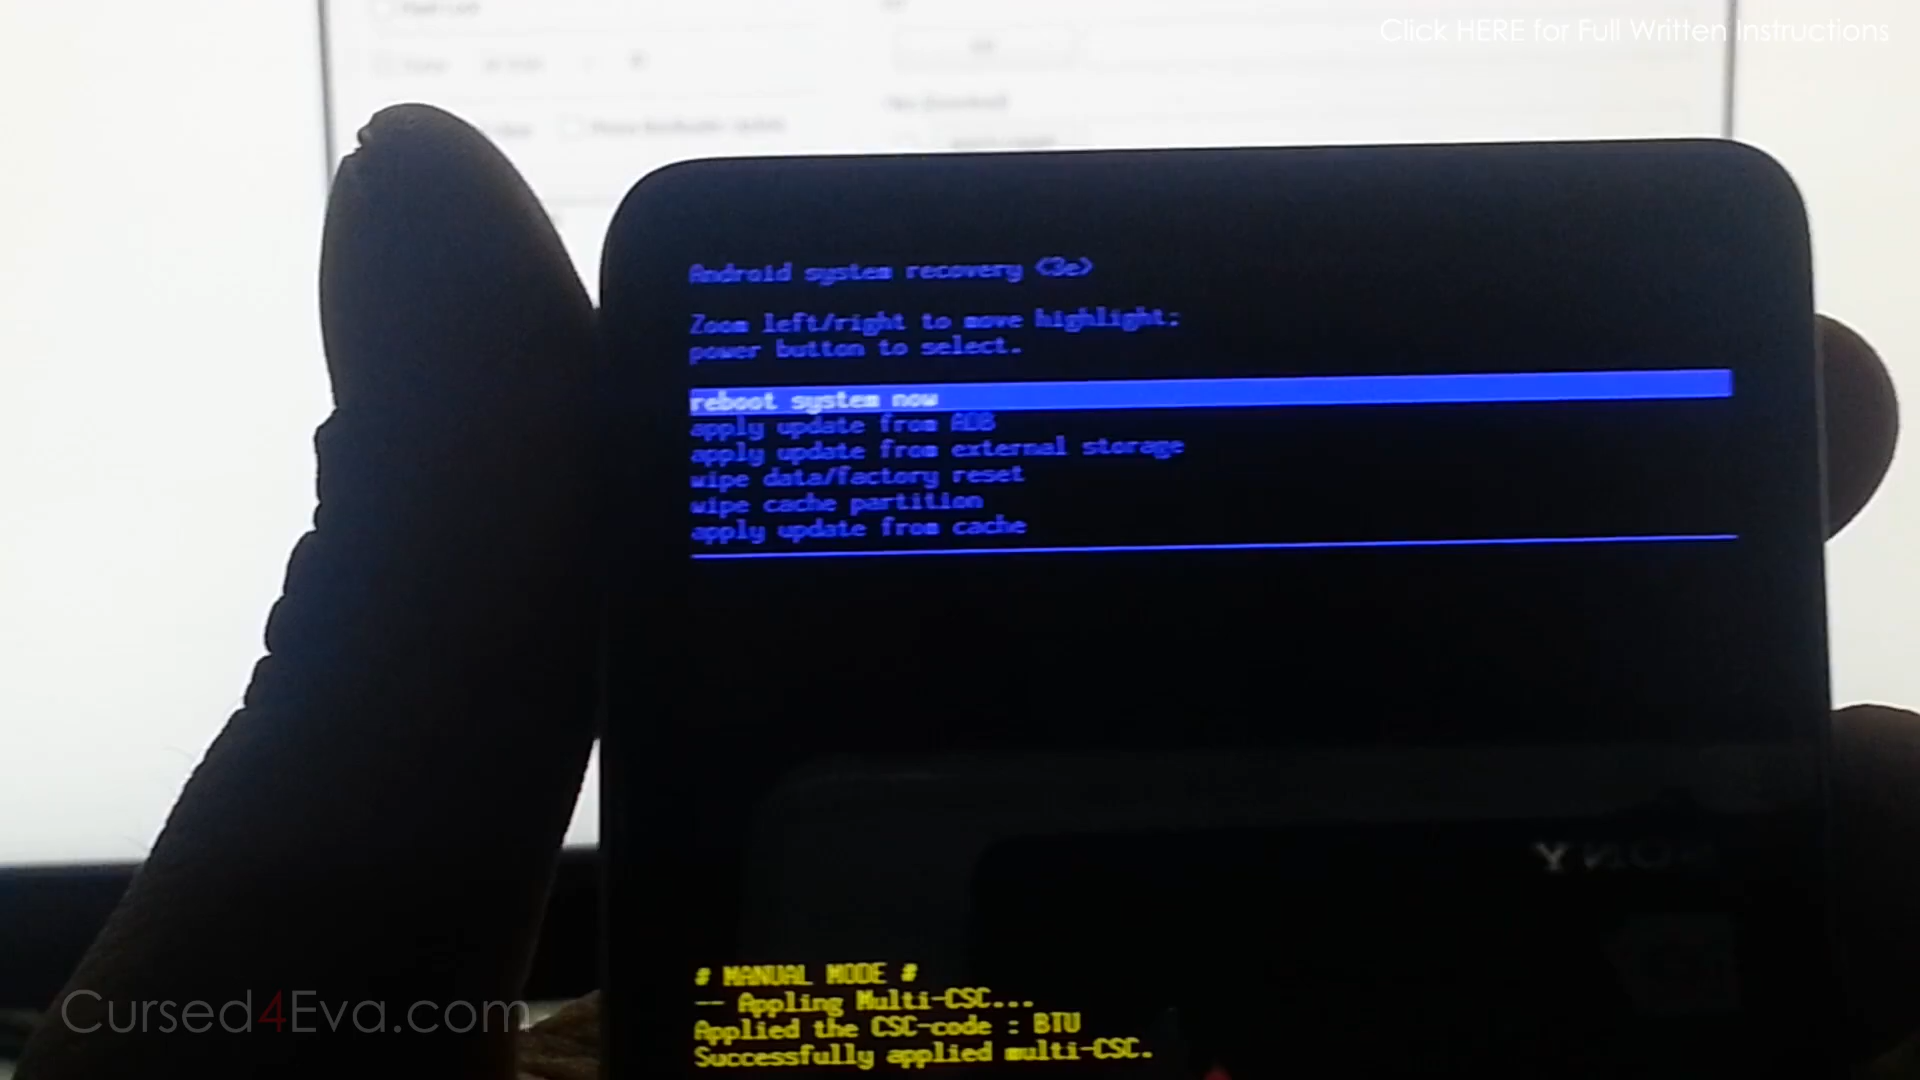 Click HERE for Full Written Instructions
Android system recovery <3e>
Zoom left/right to move highlight;
power button to select.
reboot system now
apply update from ADB
apply update from external storage
wipe data/factory reset
wipe cache partition
apply update from cache
SONY
# MANUAL MODE #
-- Appling Multi-CSC...
Applied the CSC-code : BTU
Successfully applied multi-CSC.
Cursed4Eva.com